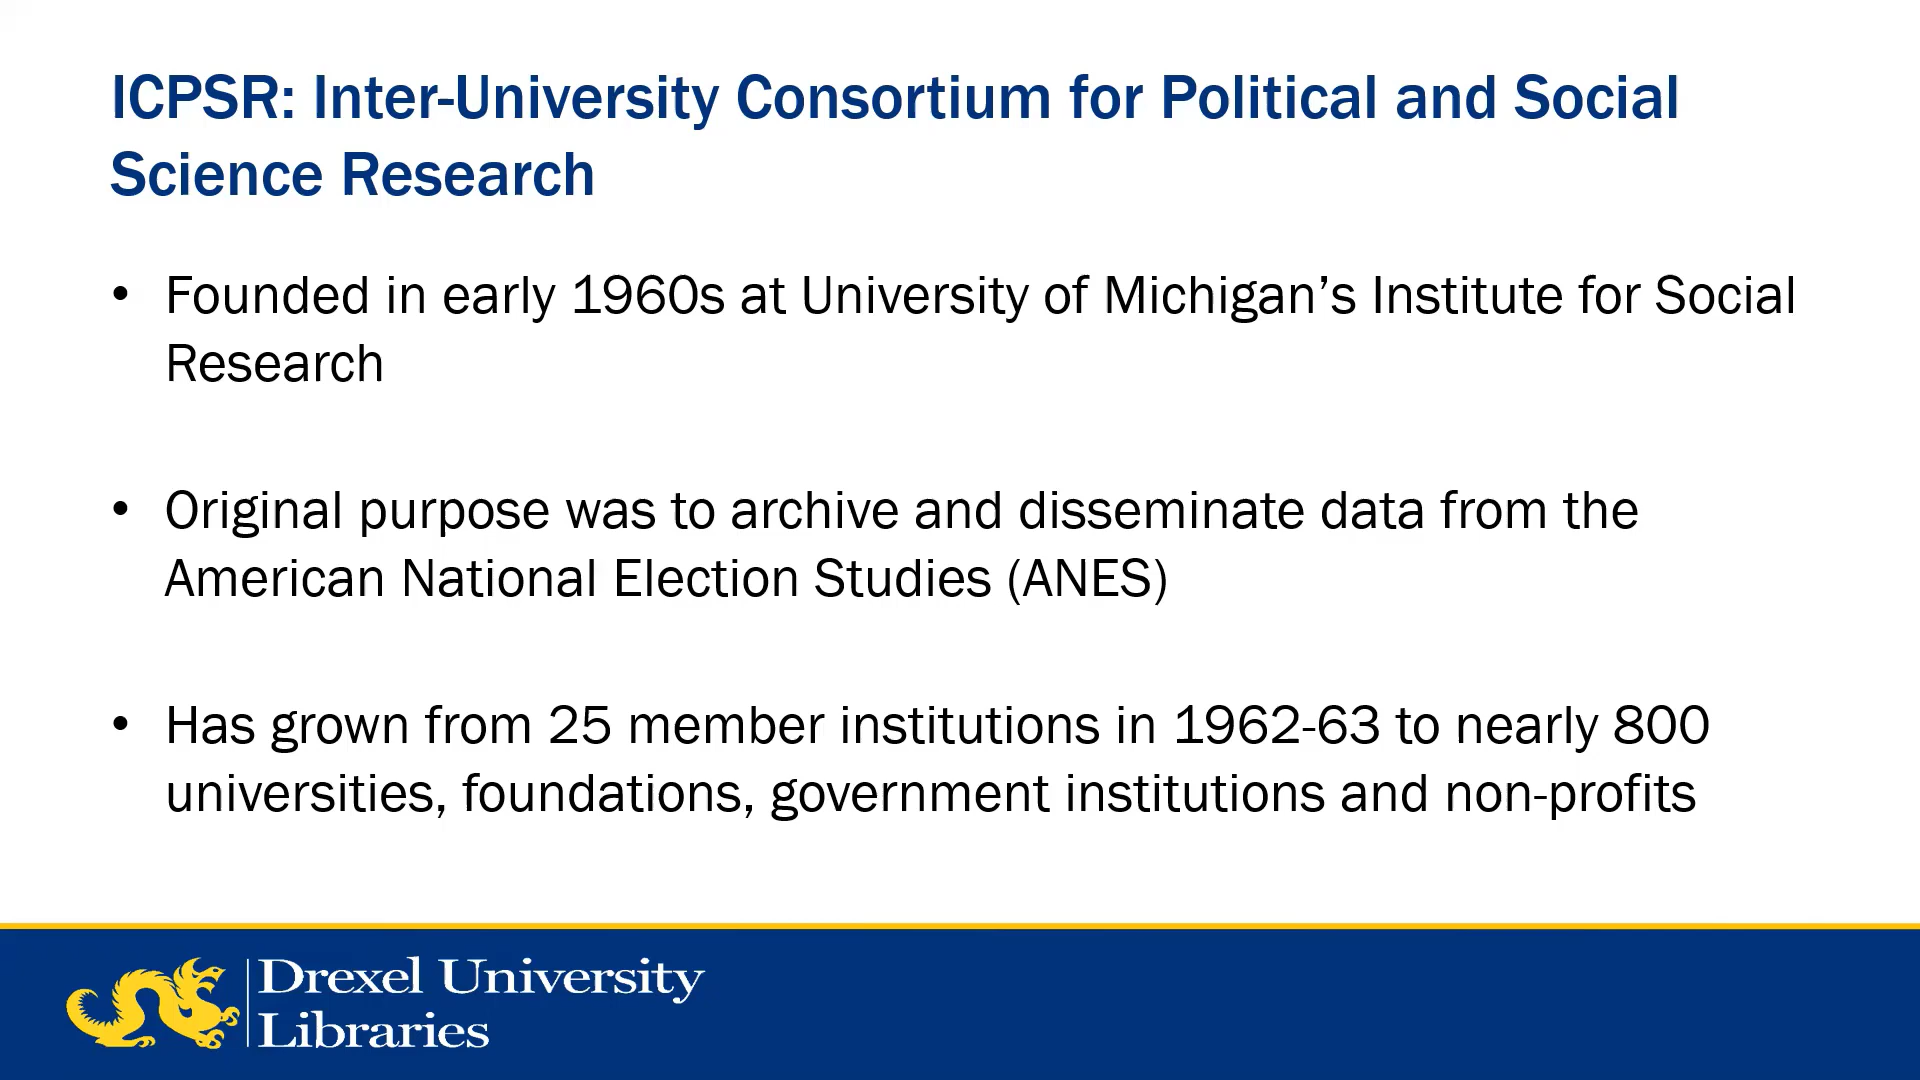 ICPSR: Inter-University Consortium for Political and Social
Science Research
• Founded in early 1960s at University of Michigan’s Institute for Social
Research
• Original purpose was to archive and disseminate data from the
American National Election Studies (ANES)
• Has grown from 25 member institutions in 1962-63 to nearly 800
universities, foundations, government institutions and non-profits
Drexel University
Libraries